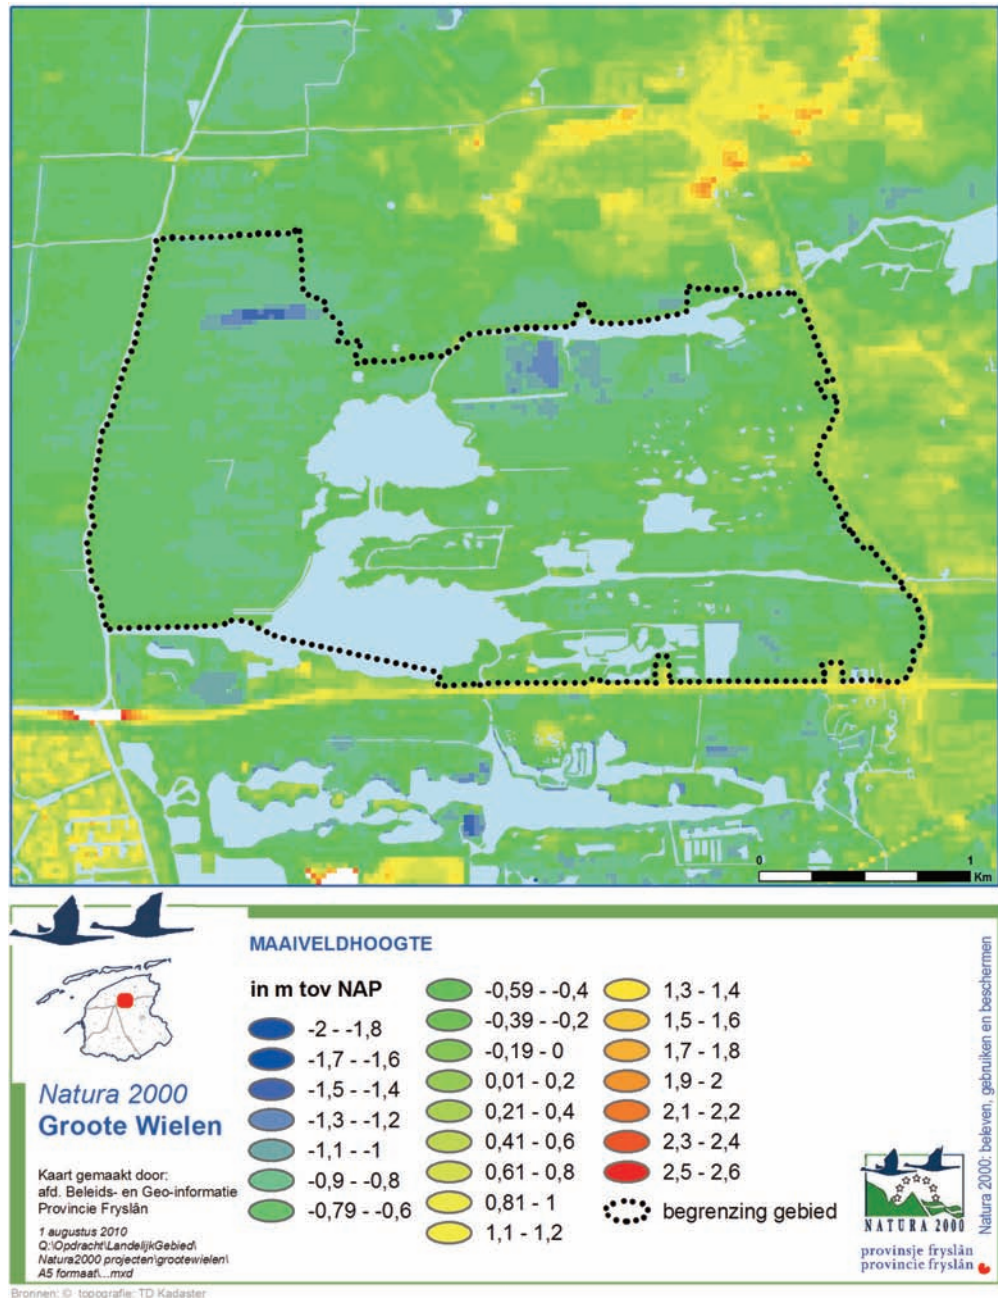 0 1
Km
MAAIVELDHOOGTE
in m tov NAP
-2 - -1,8
-1,7 - -1,6
-1,5 - -1,4
-1,3 - -1,2
-1,1 - -1
-0,9 - -0,8
-0,79 - -0,6
-0,59 - -0,4
-0,39 - -0,2
-0,19 - 0
0,01 - 0,2
0,21 - 0,4
0,41 - 0,6
0,61 - 0,8
0,81 - 1
1,1 - 1,2
1,3 - 1,4
1,5 - 1,6
1,7 - 1,8
1,9 - 2
2,1 - 2,2
2,3 - 2,4
2,5 - 2,6
begrenzing gebied
Natura 2000
Groote Wielen
Kaart gemaakt door:
afd. Beleids- en Geo-informatie
Provincie Fryslân
1 augustus 2010
Q:\Opdracht\LandelijkGebied\
Natura2000 projecten\grootewielen\
A5 formaat\...mxd
NATURA 2000
provinsje fryslân
provincie fryslân
Natura 2000: beleven, gebruiken en beschermen
Bronnen: © topografie: TD Kadaster